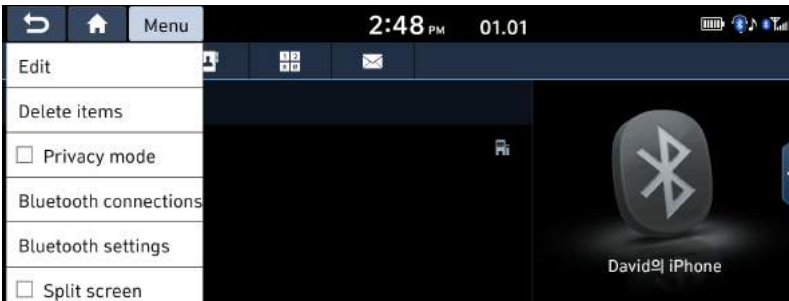 Menu 2:48 PM 01.01
Edit
Delete items
Privacy mode
Bluetooth connections
Bluetooth settings
Split screen
David의 iPhone